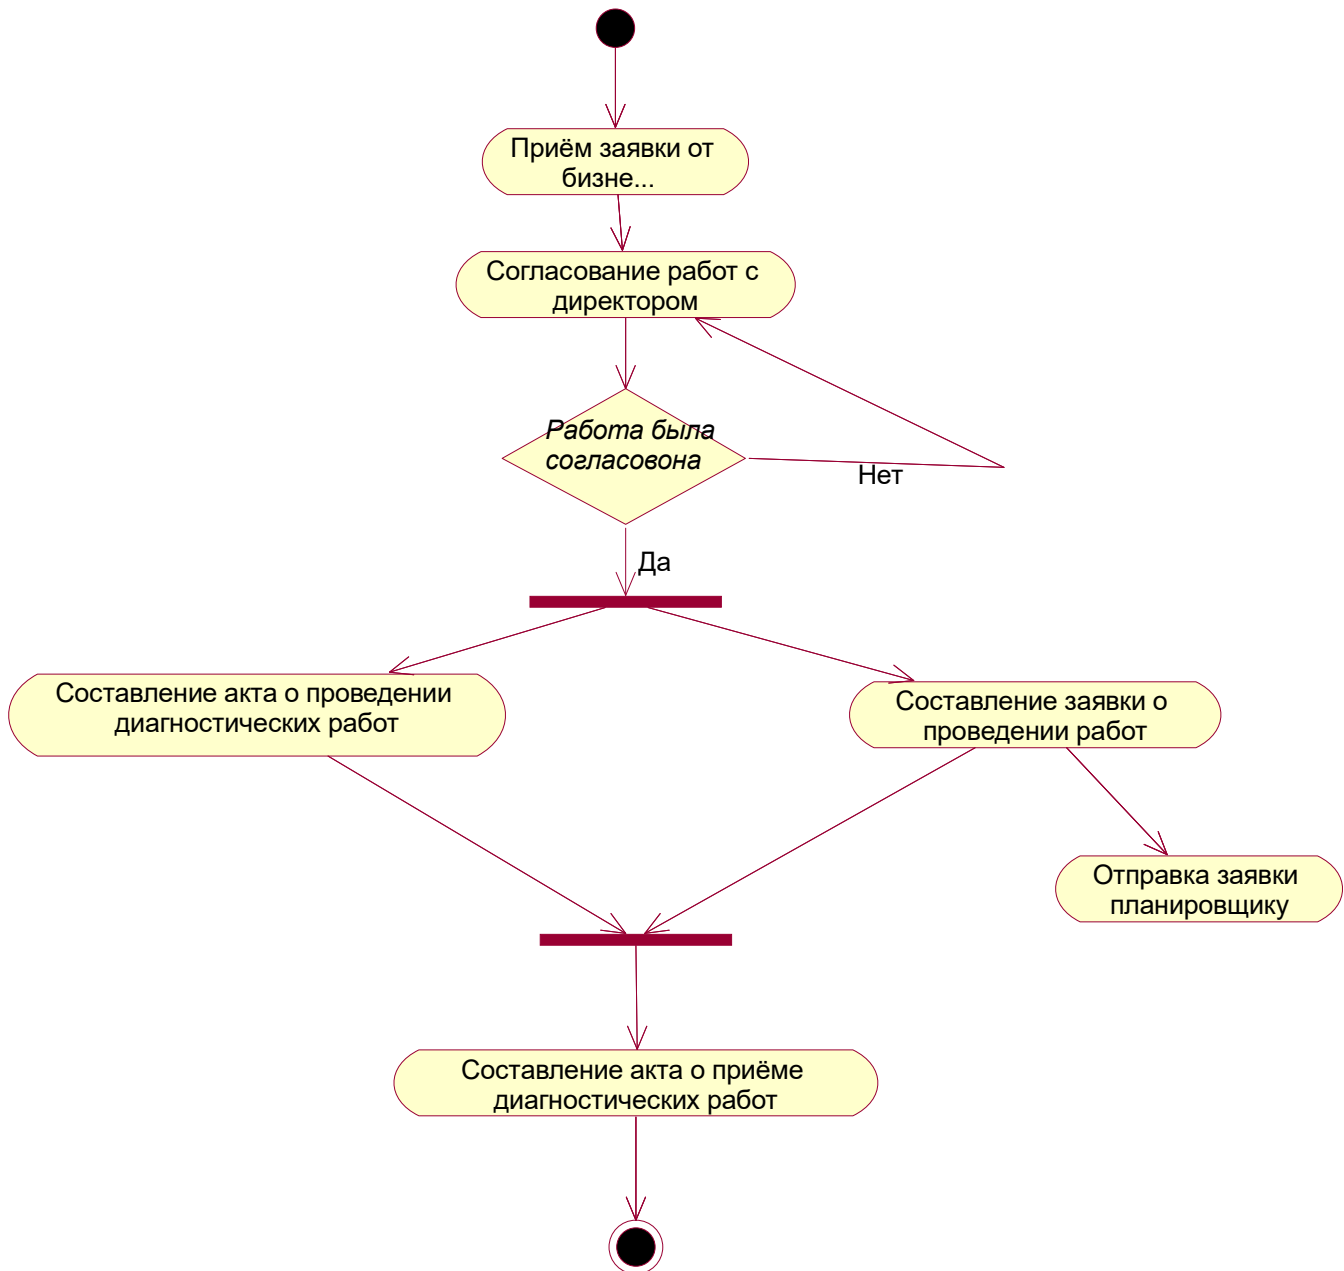 Приём заявки от
бизне...
Согласование работ с
директором
Работа была
согласовона
Нет
Да
Составление акта о проведении
диагностических работ
Составление заявки о
проведении работ
Отправка заявки
планировщику
Составление акта о приёме
диагностических работ